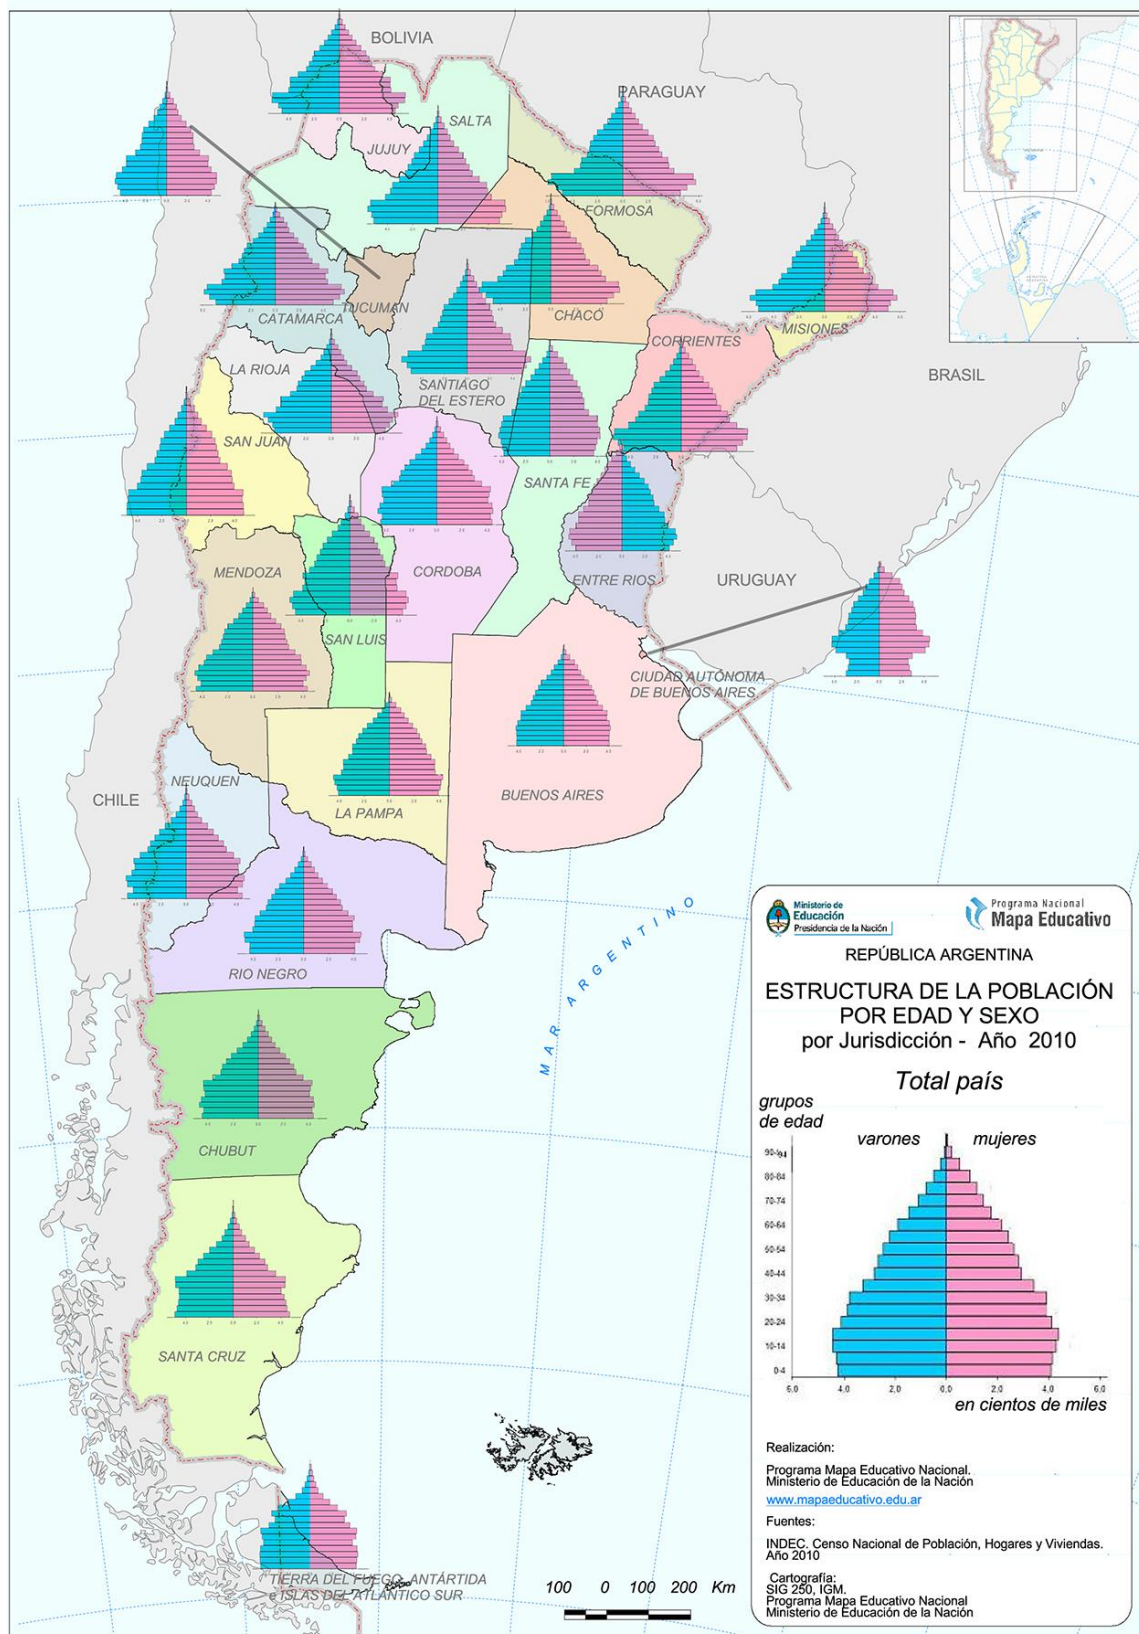 BOLIVIA
PARAGUAY
SALTA
JUJUY
FORMOSA
TUCUMAN
CATAMARCA
CHACO
MISIONES
CORRIENTES
LA RIOJA
SANTIAGO
DEL ESTERO
BRASIL
SAN JUAN
SANTA FE
MENDOZA
CORDOBA
ENTRE RIOS
URUGUAY
SAN LUIS
CIUDAD AUTÓNOMA
DE BUENOS AIRES
NEUQUEN
CHILE
LA PAMPA
BUENOS AIRES
RIO NEGRO
MAR ARGENTINO
CHUBUT
SANTA CRUZ
TIERRA DEL FUEGO, ANTÁRTIDA
e ISLAS DEL ATLÁNTICO SUR
100 0 100 200 Km
Ministerio de
Educación
Presidencia de la Nación
Programa Nacional
Mapa Educativo
REPÚBLICA ARGENTINA
ESTRUCTURA DE LA POBLACIÓN
POR EDAD Y SEXO
por Jurisdicción - Año 2010
Total país
grupos
de edad
varones mujeres
80-84
70-74
60-64
50-54
40-44
30-34
20-24
10-14
0-4
4,0 2,0 0,0 2,0 4,0 6,0
en cientos de miles
Realización:
Programa Mapa Educativo Nacional.
Ministerio de Educación de la Nación
www.mapaeducativo.edu.ar
Fuentes:
INDEC. Censo Nacional de Población, Hogares y Viviendas.
Año 2010
Cartografía:
SIG 250, IGM.
Programa Mapa Educativo Nacional
Ministerio de Educación de la Nación